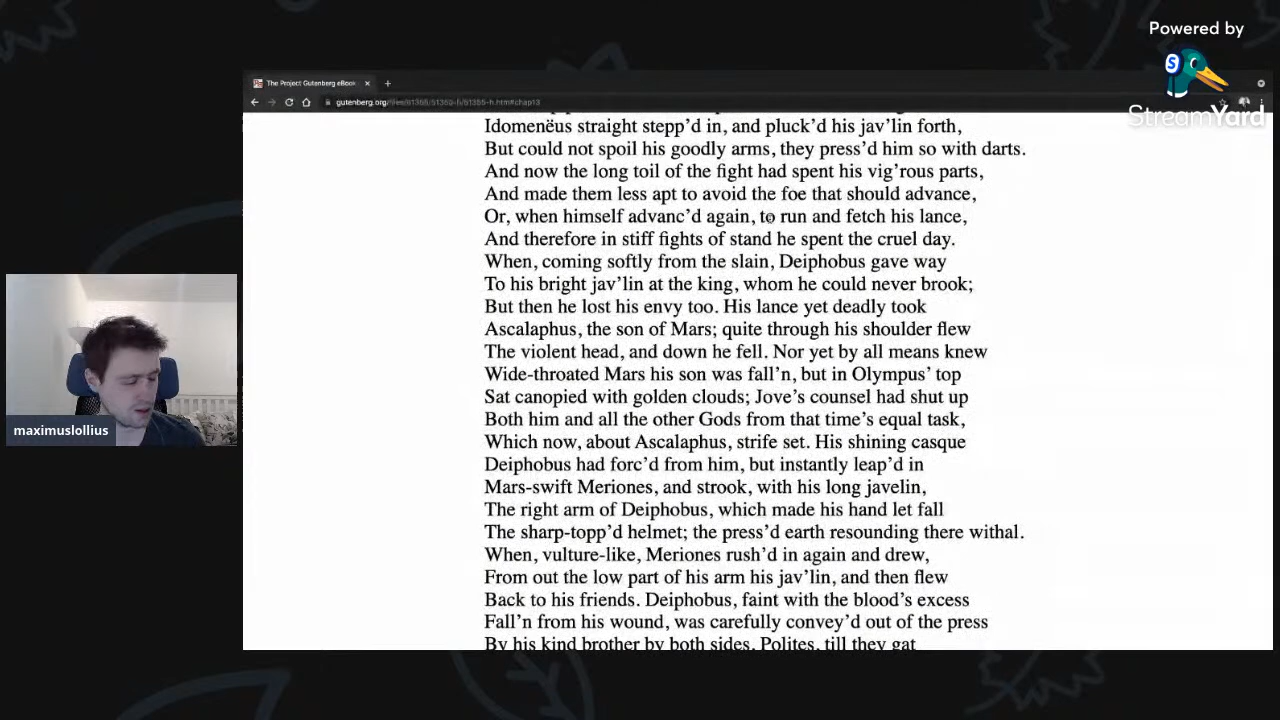 Powered by
StreamYard
The Project Gutenberg eBook
gutenberg.org
Idomenëus straight stepp’d in, and pluck’d his jav’lin forth,
But could not spoil his goodly arms, they press’d him so with darts.
And now the long toil of the fight had spent his vig’rous parts,
And made them less apt to avoid the foe that should advance,
Or, when himself advanc’d again, to run and fetch his lance,
And therefore in stiff fights of stand he spent the cruel day.
When, coming softly from the slain, Deiphobus gave way
To his bright jav’lin at the king, whom he could never brook;
But then he lost his envy too. His lance yet deadly took
Ascalaphus, the son of Mars; quite through his shoulder flew
The violent head, and down he fell. Nor yet by all means knew
Wide-throated Mars his son was fall’n, but in Olympus’ top
Sat canopied with golden clouds; Jove’s counsel had shut up
Both him and all the other Gods from that time’s equal task,
Which now, about Ascalaphus, strife set. His shining casque
Deiphobus had forc’d from him, but instantly leap’d in
Mars-swift Meriones, and strook, with his long javelin,
The right arm of Deiphobus, which made his hand let fall
The sharp-topp’d helmet; the press’d earth resounding there withal.
When, vulture-like, Meriones rush’d in again and drew,
From out the low part of his arm his jav’lin, and then flew
Back to his friends. Deiphobus, faint with the blood’s excess
Fall’n from his wound, was carefully convey’d out of the press
By his kind brother by both sides, Polites, till they gat
maximuslollius